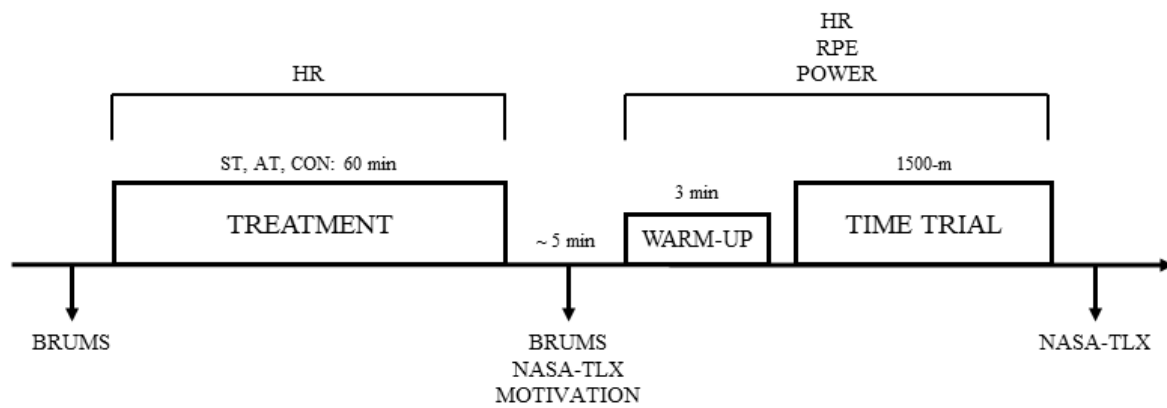 HR
HR
RPE
POWER
ST, AT, CON: 60 min
TREATMENT
~ 5 min
3 min
WARM-UP
1500-m
TIME TRIAL
BRUMS
BRUMS
NASA-TLX
MOTIVATION
NASA-TLX